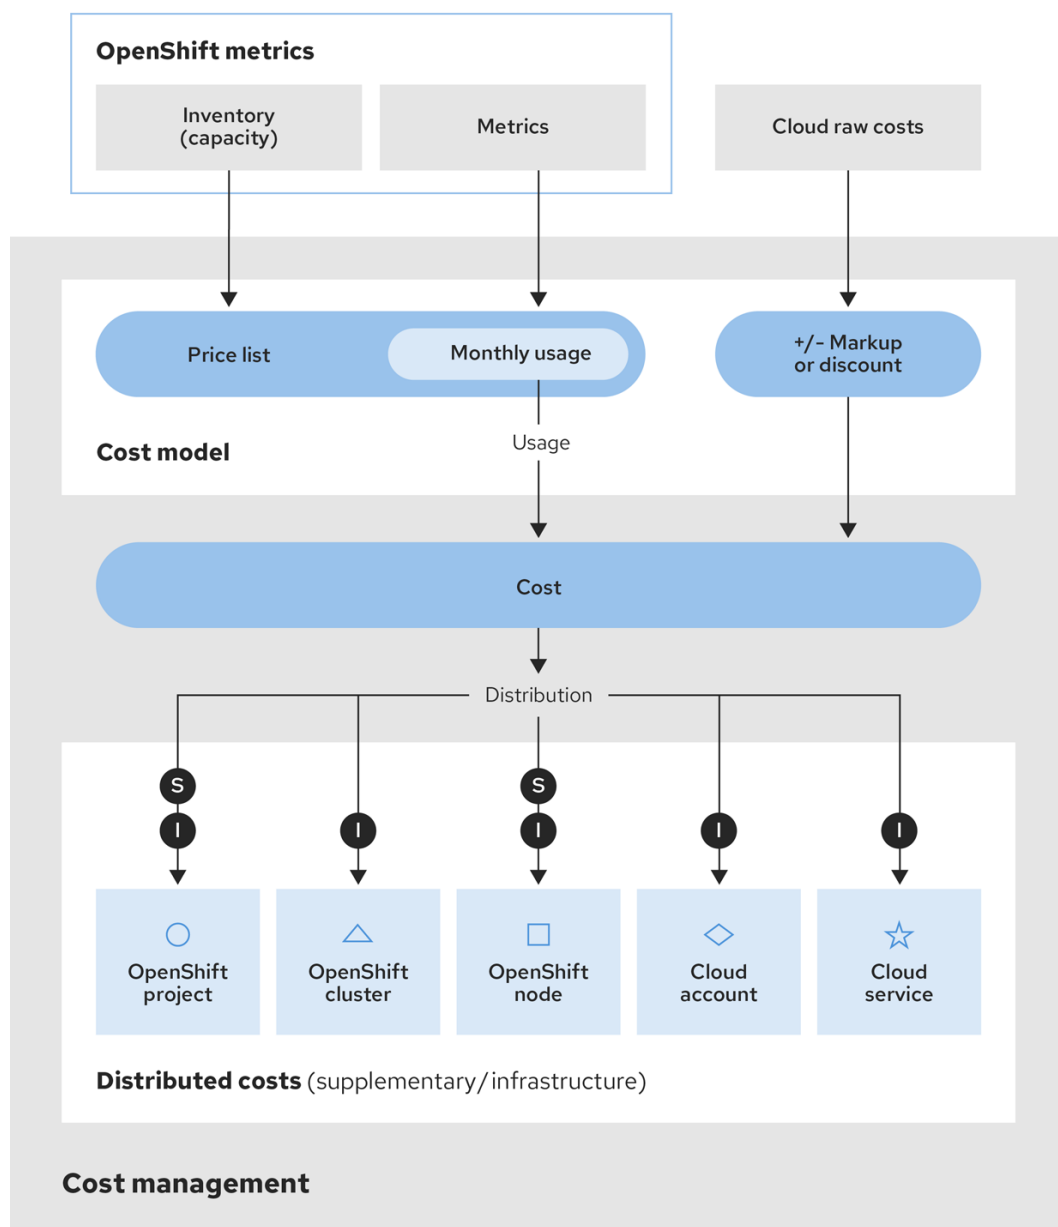 OpenShift metrics
Inventory
(capacity)
Metrics
Cloud raw costs
Price list
Monthly usage
+/- Markup
or discount
Usage
Cost model
Cost
Distribution
S
S
I
I
I
I
I
OpenShift
project
OpenShift
cluster
OpenShift
node
Cloud
account
Cloud
service
Distributed costs (supplementary/infrastructure)
Cost management